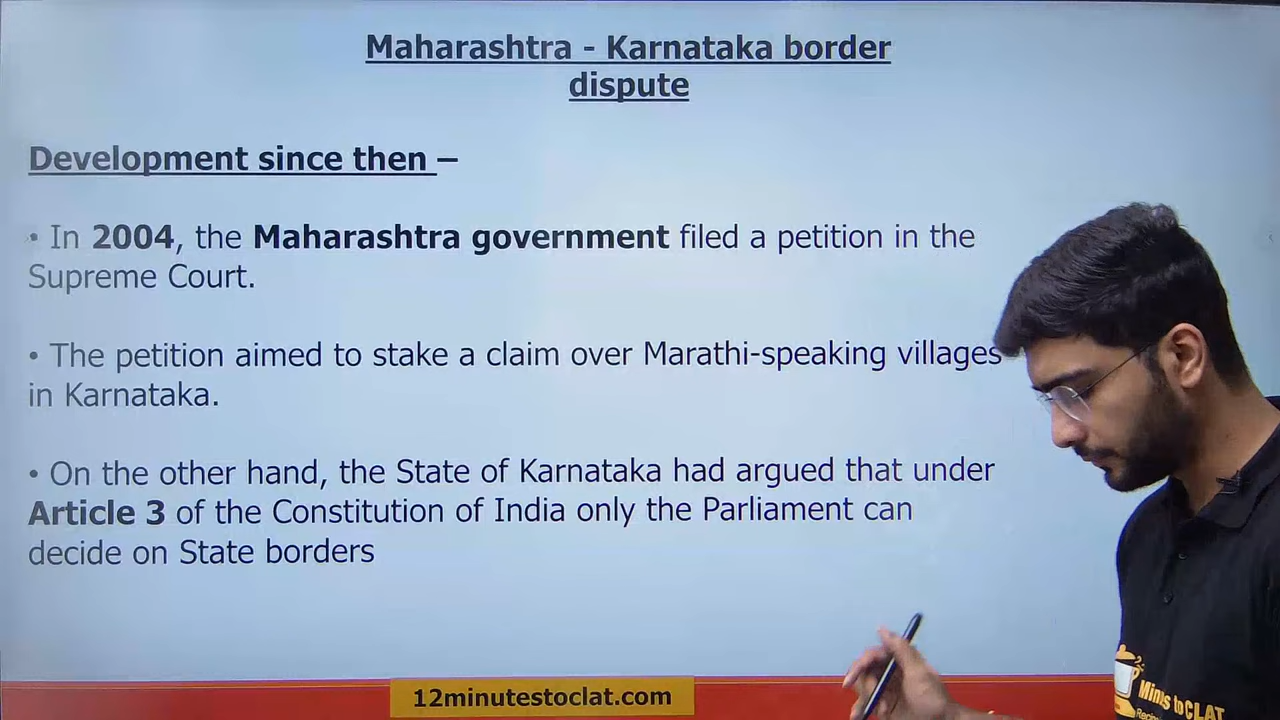 Maharashtra - Karnataka border
dispute
Development since then –
• In 2004, the Maharashtra government filed a petition in the
Supreme Court.
• The petition aimed to stake a claim over Marathi-speaking villages
in Karnataka.
• On the other hand, the State of Karnataka had argued that under
Article 3 of the Constitution of India only the Parliament can
decide on State borders
12minutestoclat.com
Minutes to CLAT